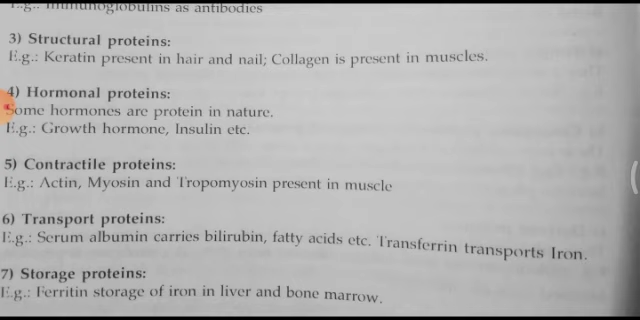 E.g.: Immunoglobulins as antibodies
3) Structural proteins:
E.g.: Keratin present in hair and nail; Collagen is present in muscles.
4) Hormonal proteins:
Some hormones are protein in nature.
E.g.: Growth hormone, Insulin etc.
5) Contractile proteins:
E.g.: Actin, Myosin and Tropomyosin present in muscle
6) Transport proteins:
E.g.: Serum albumin carries bilirubin, fatty acids etc. Transferrin transports Iron.
7) Storage proteins:
E.g.: Ferritin storage of iron in liver and bone marrow.